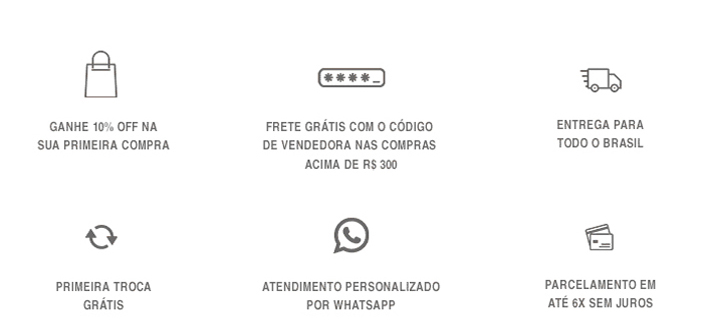 GANHE 10% OFF NA
SUA PRIMEIRA COMPRA
FRETE GRÁTIS COM O CÓDIGO
DE VENDEDORA NAS COMPRAS
ACIMA DE R$ 300
ENTREGA PARA
TODO O BRASIL
PRIMEIRA TROCA
GRÁTIS
ATENDIMENTO PERSONALIZADO
POR WHATSAPP
PARCELAMENTO EM
ATÉ 6X SEM JUROS